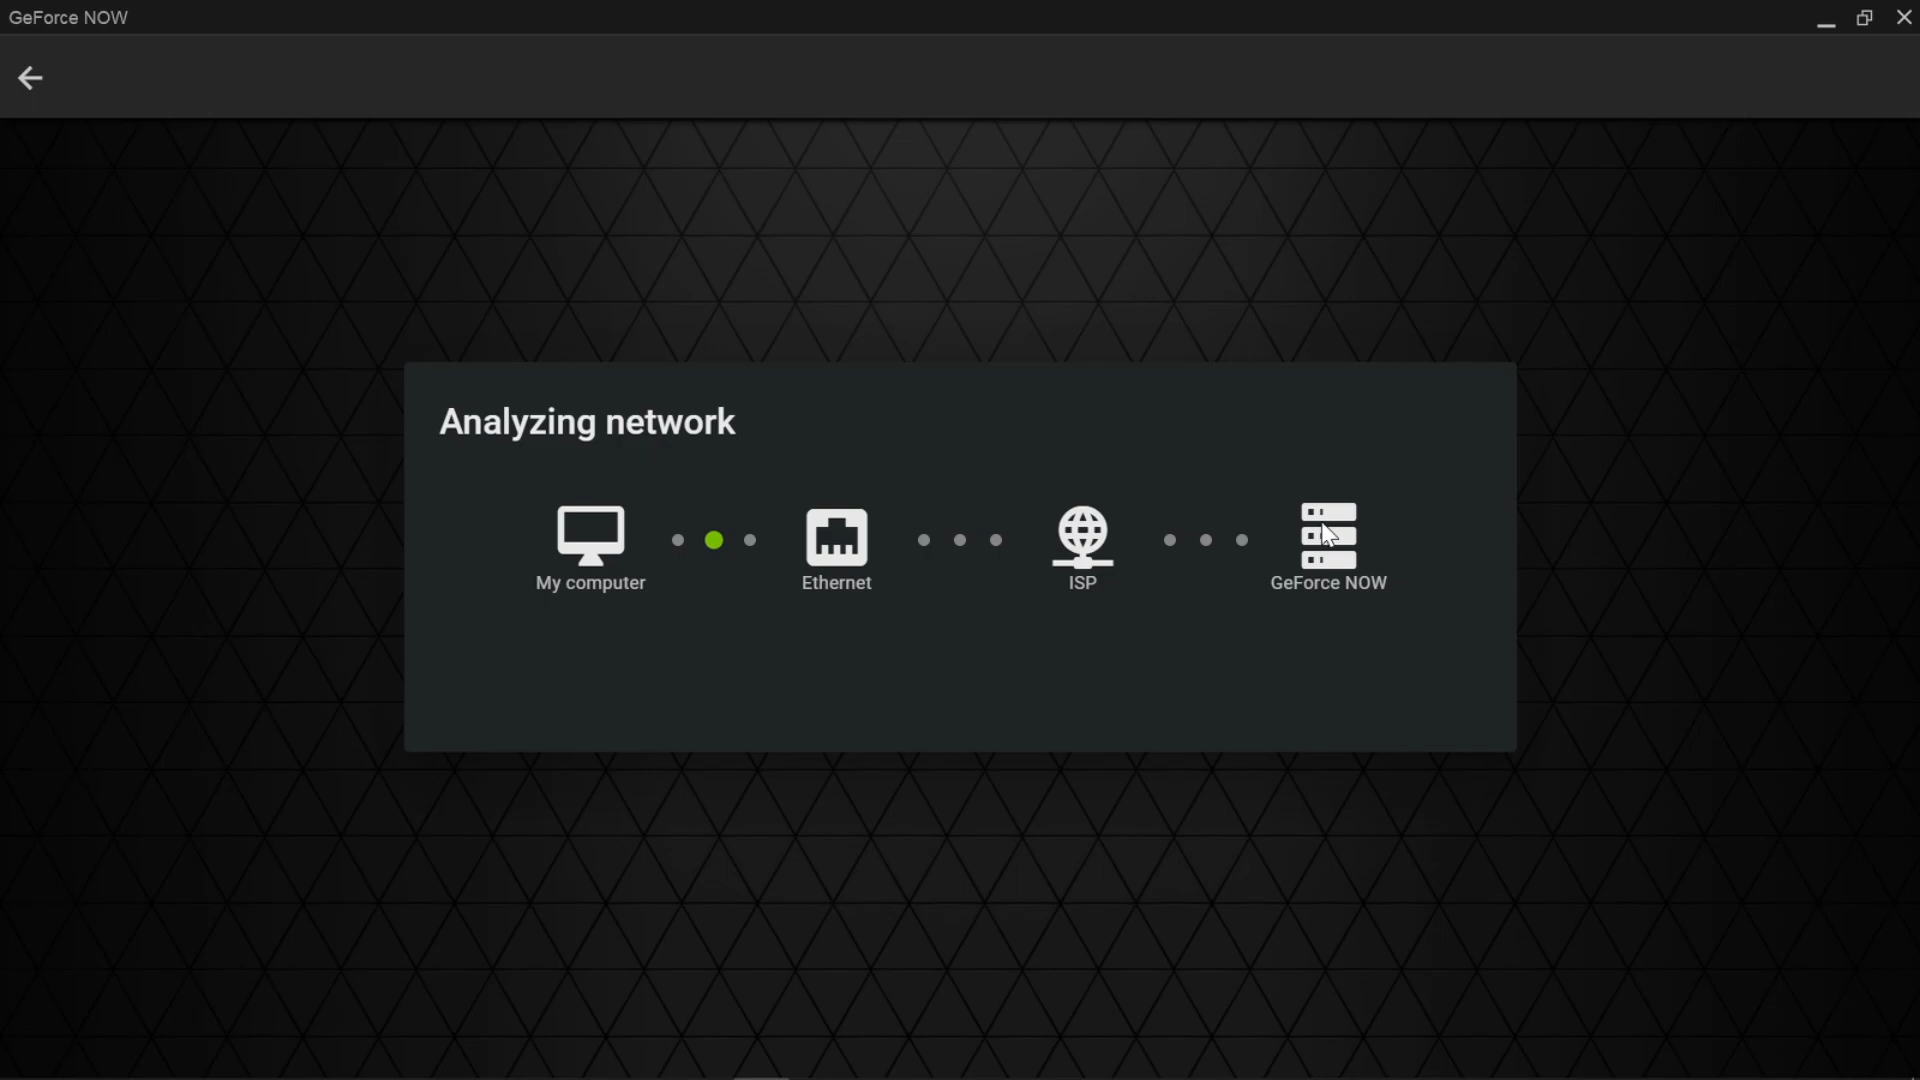 GeForce NOW
Analyzing network
My computer
Ethernet
ISP
GeForce NOW